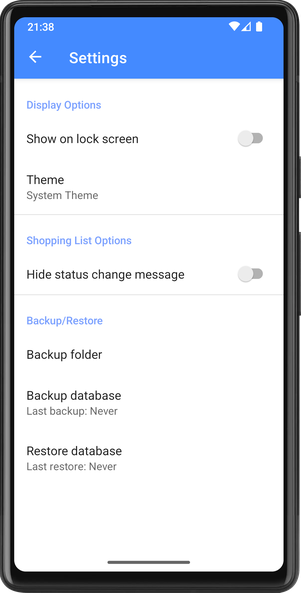 21:38
Settings
Display Options
Show on lock screen
Theme
System Theme
Shopping List Options
Hide status change message
Backup/Restore
Backup folder
Backup database
Last backup: Never
Restore database
Last restore: Never